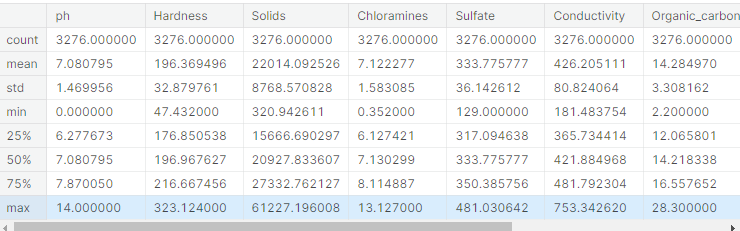 ph Hardness Solids Chloramines Sulfate Conductivity Organic_carbon
count 3276.000000 3276.000000 3276.000000 3276.000000 3276.000000 3276.000000 3276.000000
mean 7.080795 196.369496 22014.092526 7.122277 333.775777 426.205111 14.284970
std 1.469956 32.879761 8768.570828 1.583085 36.142612 80.824064 3.308162
min 0.000000 47.432000 320.942611 0.352000 129.000000 181.483754 2.200000
25% 6.277673 176.850538 15666.690297 6.127421 317.094638 365.734414 12.065801
50% 7.080795 196.967627 20927.833607 7.130299 333.775777 421.884968 14.218338
75% 7.870050 216.667456 27332.762127 8.114887 350.385756 481.792304 16.557652
max 14.000000 323.124000 61227.196008 13.127000 481.030642 753.342620 28.300000